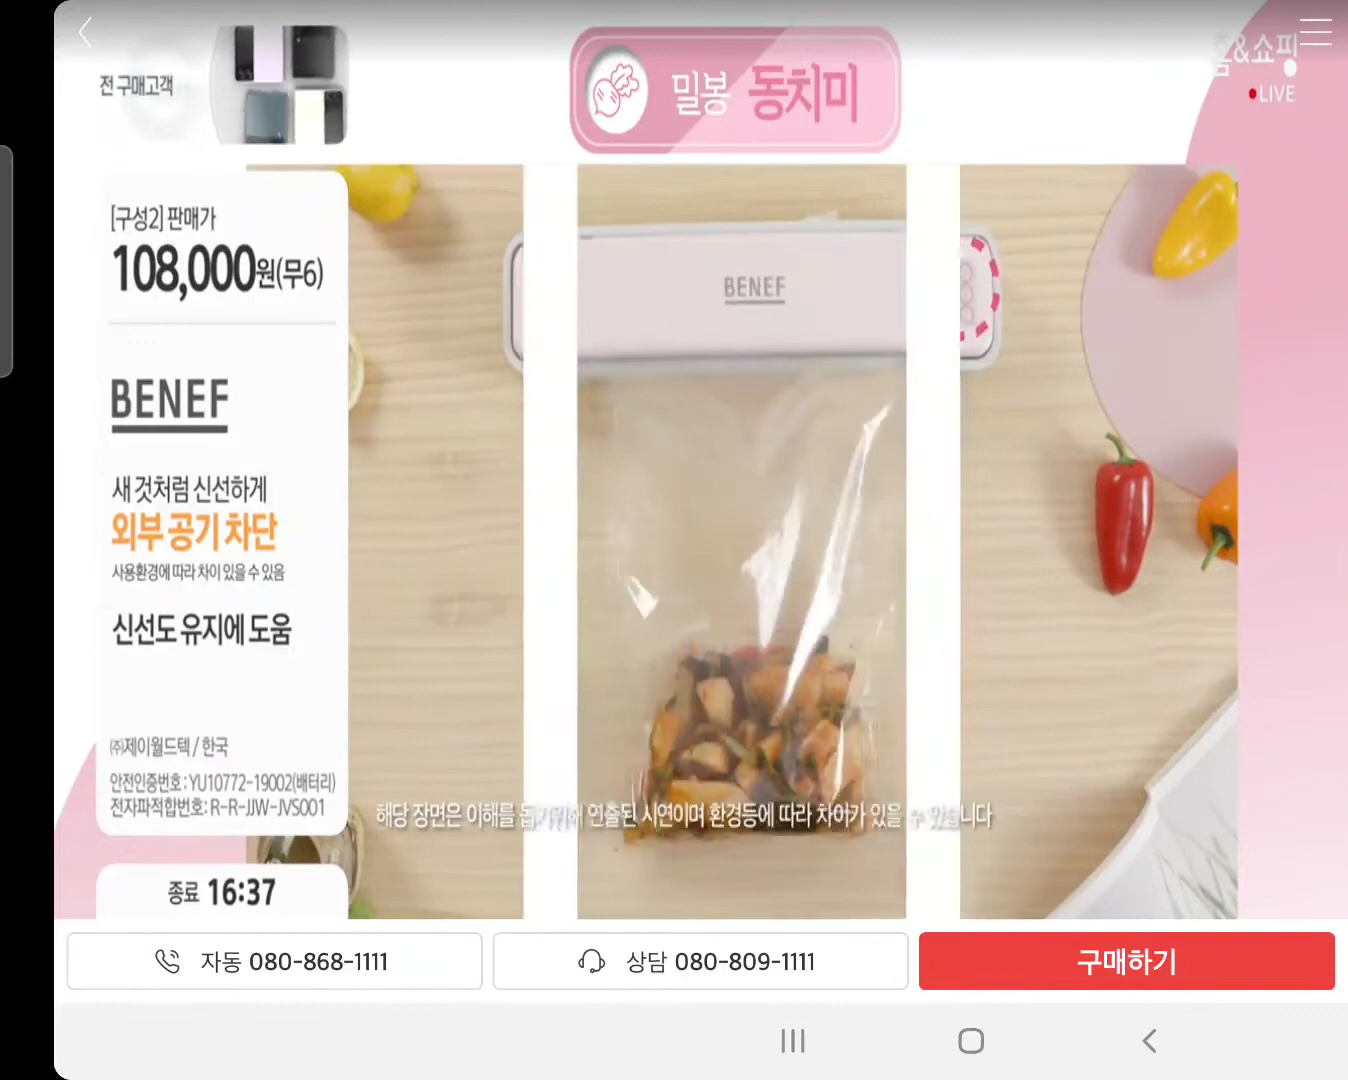 전 구매고객
밀봉 동치미
홈&쇼핑
LIVE
[구성2] 판매가
108,000원(무6)
BENEF
BENEF
새 것처럼 신선하게
외부 공기 차단
사용환경에 따라 차이 있을 수 있음
신선도 유지에 도움
㈜제이월드텍 / 한국
안전인증번호 : YU10772-19002(배터리)
전자파적합번호 : R-R-JJW-JVS001
해당 장면은 이해를 돕기위해 연출된 시연이며 환경등에 따라 차이가 있을 수 있습니다
종료 16:37
자동 080-868-1111
상담 080-809-1111
구매하기